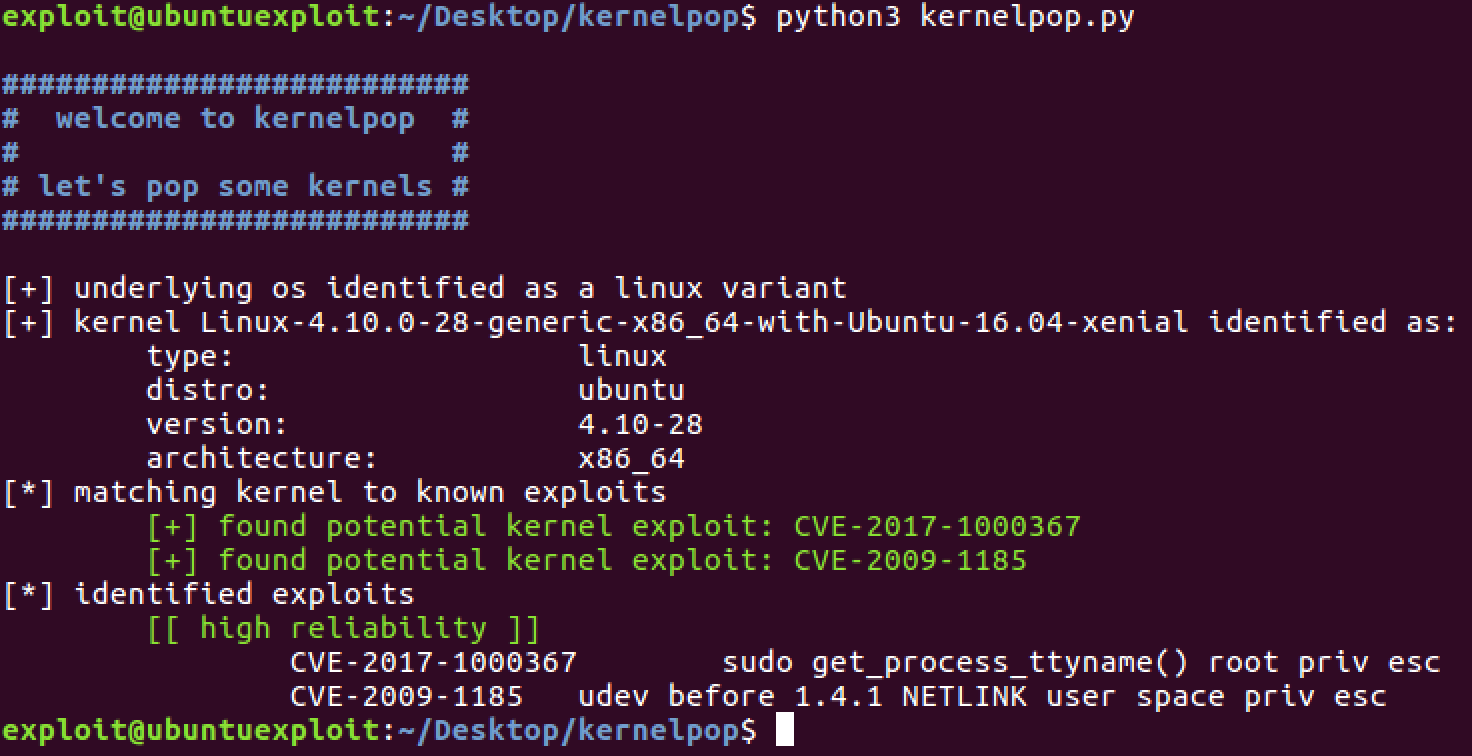 exploit@ubuntuexploit:~/Desktop/kernelpop$ python3 kernelpop.py
##########################
#  welcome to kernelpop  #
#                        #
# let's pop some kernels #
##########################
[+] underlying os identified as a linux variant
[+] kernel Linux-4.10.0-28-generic-x86_64-with-Ubuntu-16.04-xenial identified as:
        type:                   linux
        distro:                 ubuntu
        version:                4.10-28
        architecture:           x86_64
[*] matching kernel to known exploits
        [+] found potential kernel exploit: CVE-2017-1000367
        [+] found potential kernel exploit: CVE-2009-1185
[*] identified exploits
        [[ high reliability ]]
                CVE-2017-1000367        sudo get_process_ttyname() root priv esc
                CVE-2009-1185   udev before 1.4.1 NETLINK user space priv esc
exploit@ubuntuexploit:~/Desktop/kernelpop$